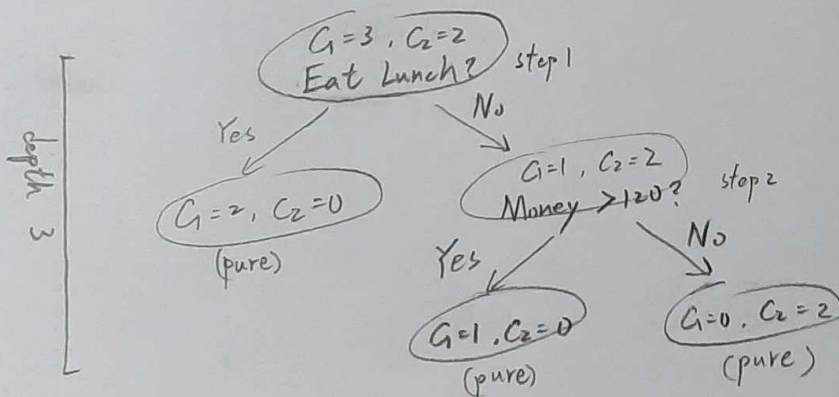 C₁=3, C₂=2
Eat Lunch?
step 1
Yes
No
C₁=2, C₂=0
(pure)
C₁=1, C₂=2
Money >120?
step 2
Yes
No
C₁=1, C₂=0
(pure)
C₁=0, C₂=2
(pure)
depth 3